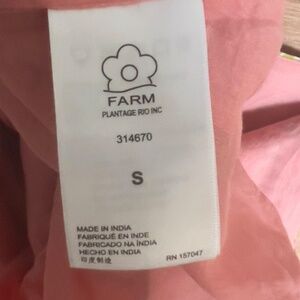 FARM
PLANTAGE RIO INC
314670
S
MADE IN INDIA
FABRIQUÉ EN INDE
FABRICADO NA ÍNDIA
HECHO EN INDIA
印度制造
RN 157047